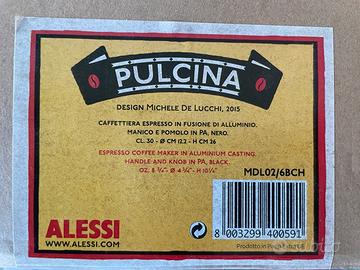 PULCINA
DESIGN MICHELE DE LUCCHI, 2015
CAFFETTIERA ESPRESSO IN FUSIONE DI ALLUMINIO.
MANICO E POMOLO IN PA, NERO.
CL. 30 - Ø CM 12.2 - H CM 26
ESPRESSO COFFEE MAKER IN ALUMINIUM CASTING.
HANDLE AND KNOB IN PA, BLACK.
OZ. 8 ¾" - Ø 4 ¾" - H 10¼"
MDL02/6BCH
ALESSI
WWW.ALESSI.COM
8 003299 400591
Prodotto in